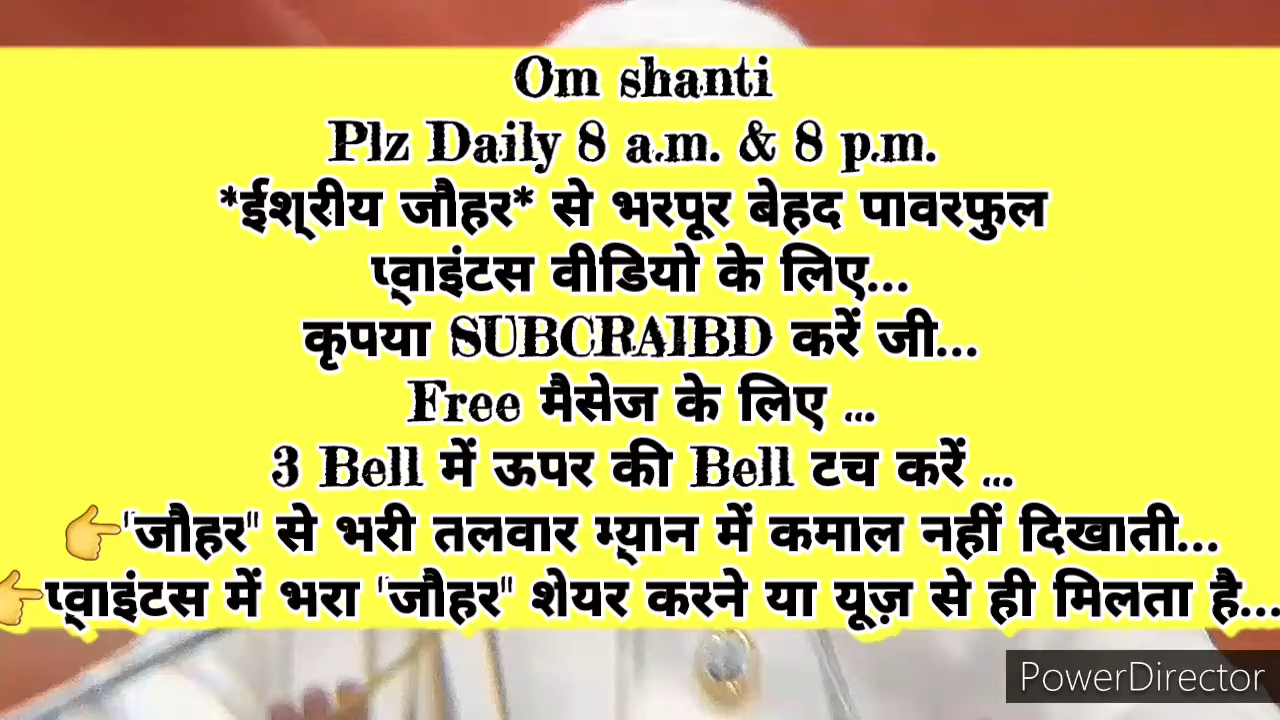 Om shanti
Plz Daily 8 a.m. & 8 p.m.
*ईश्‌रीय जौहर* से भरपूर बेहद पावरफुल
प्वाइंटस वीडियो के लिए...
कृपया SUBCRAIBD करें जी...
Free मैसेज के लिए ...
3 Bell में ऊपर की Bell टच करें ...
👉"जौहर" से भरी तलवार म्यान में कमाल नहीं दिखाती...
👉प्वाइंटस में भरा "जौहर" शेयर करने या यूज़ से ही मिलता है...
PowerDirector